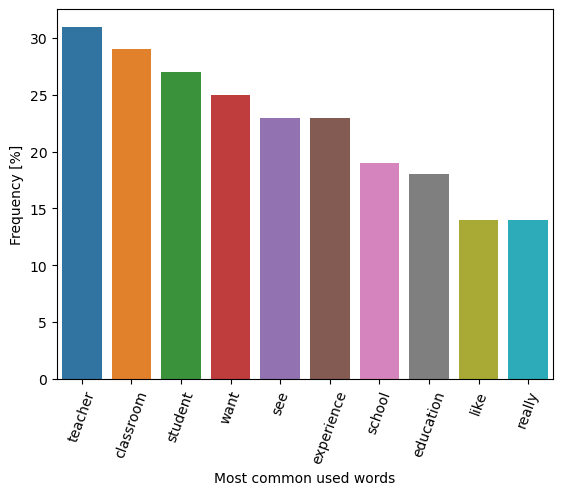 30
25
20
15
10
5
0
Frequency [%]
teacher
classroom
student
want
see
experience
school
education
like
really
Most common used words